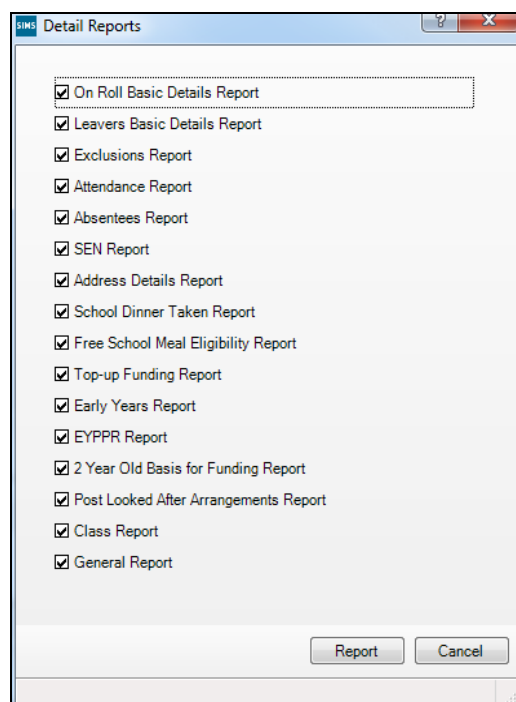 SIMS Detail Reports ? X
On Roll Basic Details Report
Leavers Basic Details Report
Exclusions Report
Attendance Report
Absentees Report
SEN Report
Address Details Report
School Dinner Taken Report
Free School Meal Eligibility Report
Top-up Funding Report
Early Years Report
EYPPR Report
2 Year Old Basis for Funding Report
Post Looked After Arrangements Report
Class Report
General Report
Report Cancel